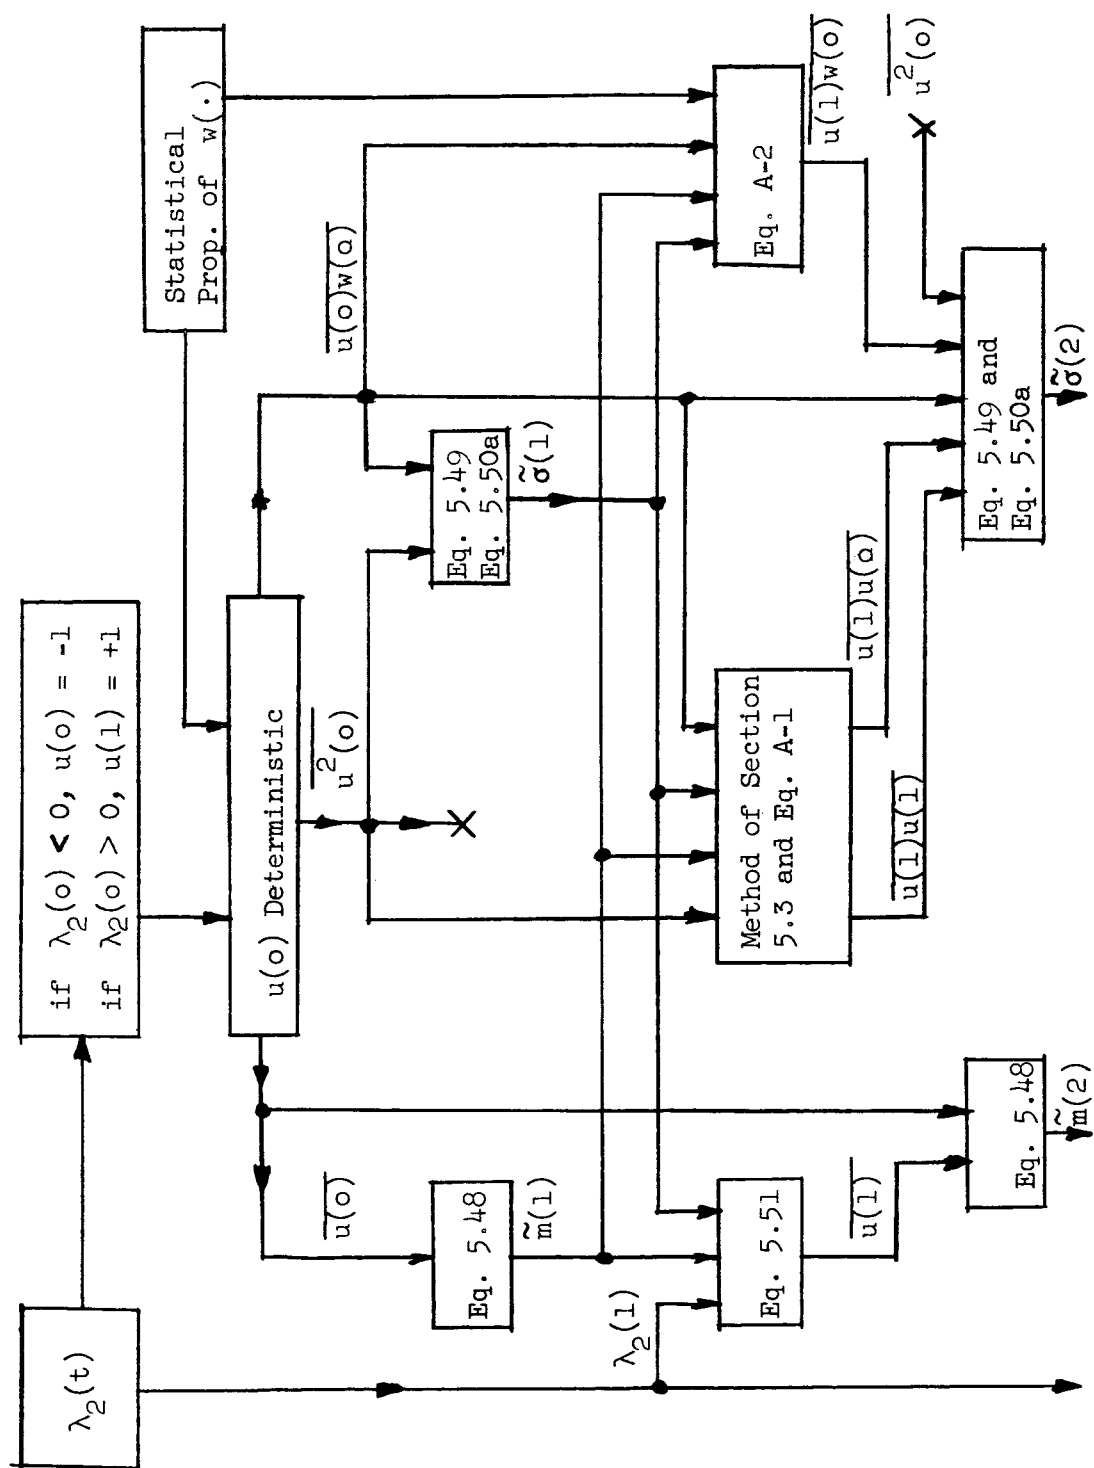 λ₂(t)
if λ₂(o) < 0, u(o) = -1
if λ₂(o) > 0, u(1) = +1
Statistical
Prop. of w(.)
u(o) Deterministic
u(o)
u²(o)
u(o)w(o)
Eq. 5.48
m̃(1)
Eq. 5.49
Eq. 5.50a
σ̃(1)
λ₂(1)
Eq. 5.51
u(1)
Method of Section
5.3 and Eq. A-1
u(1)u(1)
u(1)u(o)
Eq. A-2
u(1)w(o)
u²(o)
Eq. 5.48
m̃(2)
Eq. 5.49 and
Eq. 5.50a
σ̃(2)